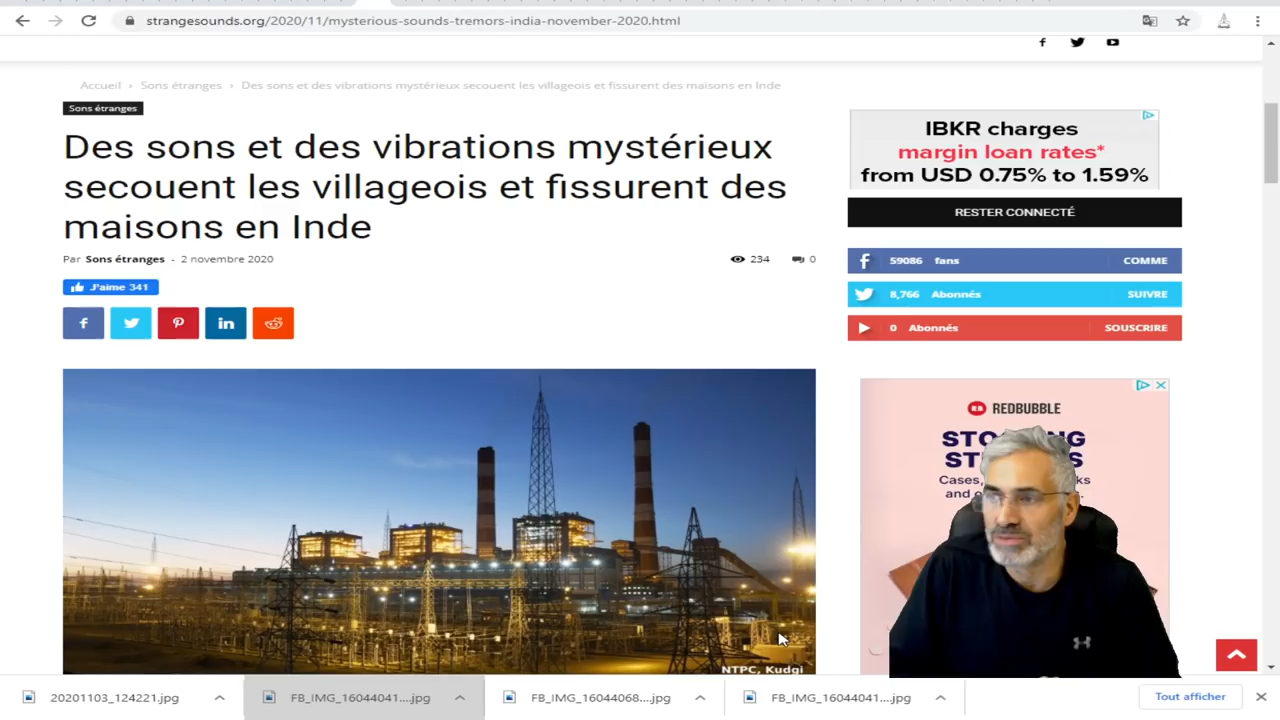 strangesounds.org/2020/11/mysterious-sounds-tremors-india-november-2020.html
Accueil › Sons étranges › Des sons et des vibrations mystérieux secouent les villageois et fissurent des maisons en Inde
Sons étranges
Des sons et des vibrations mystérieux
secouent les villageois et fissurent des
maisons en Inde
Par Sons étranges - 2 novembre 2020
234
0
J'aime 341
NTPC, Kudgi
IBKR charges
margin loan rates*
from USD 0.75% to 1.59%
RESTER CONNECTÉ
59086 fans COMME
8,766 Abonnés SUIVRE
0 Abonnés SOUSCRIRE
REDBUBBLE
Cases,
and
20201103_124221.jpg
FB_IMG_16044041....jpg
FB_IMG_16044068....jpg
FB_IMG_16044041....jpg
Tout afficher